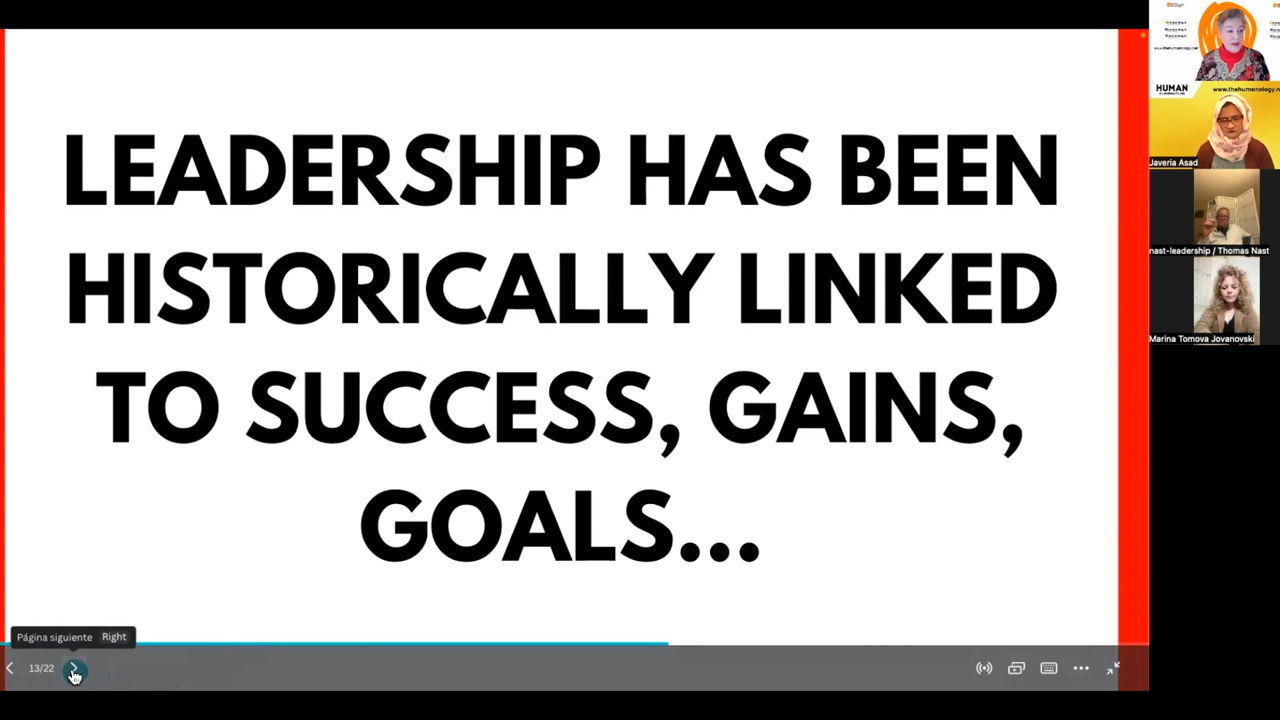 LEADERSHIP HAS BEEN
HISTORICALLY LINKED
TO SUCCESS, GAINS,
GOALS...
Página siguiente Right
13/22
HUMAN
www.thehumanology.n
Javeria Asad
nast-leadership / Thomas Nast
Marina Tomova Jovanovski